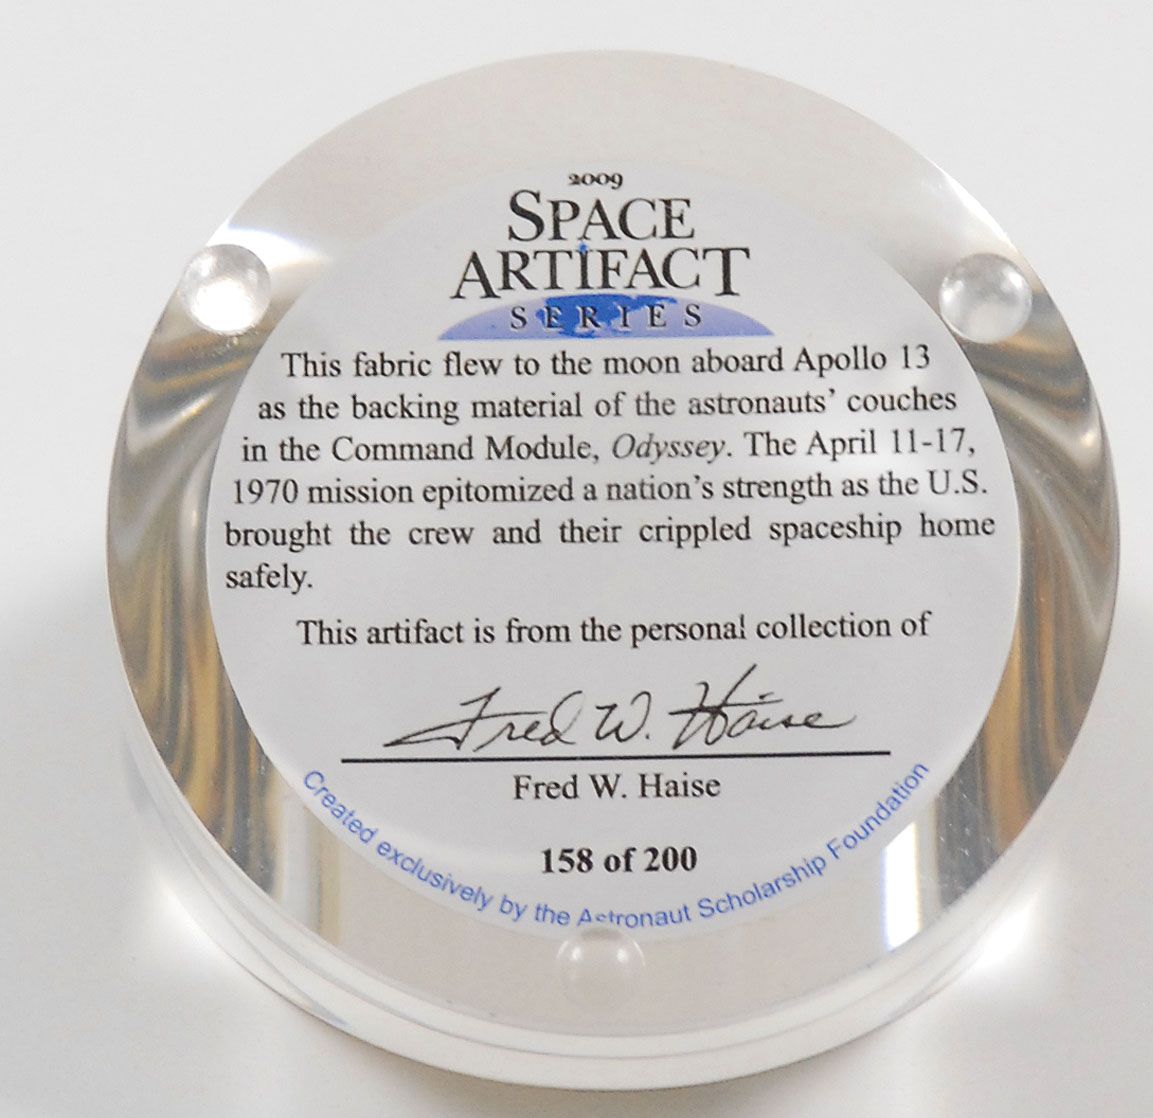 2009
SPACE
ARTIFACT
SERIES
This fabric flew to the moon aboard Apollo 13
as the backing material of the astronauts' couches
in the Command Module, Odyssey. The April 11-17,
1970 mission epitomized a nation's strength as the U.S.
brought the crew and their crippled spaceship home
safely.
This artifact is from the personal collection of
Fred W. Haise
Fred W. Haise
158 of 200
Created exclusively by the Astronaut Scholarship Foundation